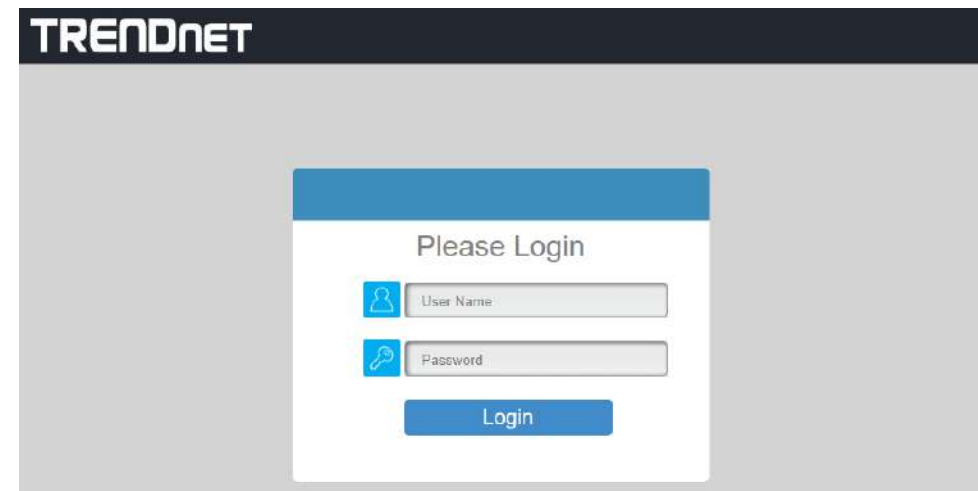 TRENDnET
Please Login
User Name
Password
Login